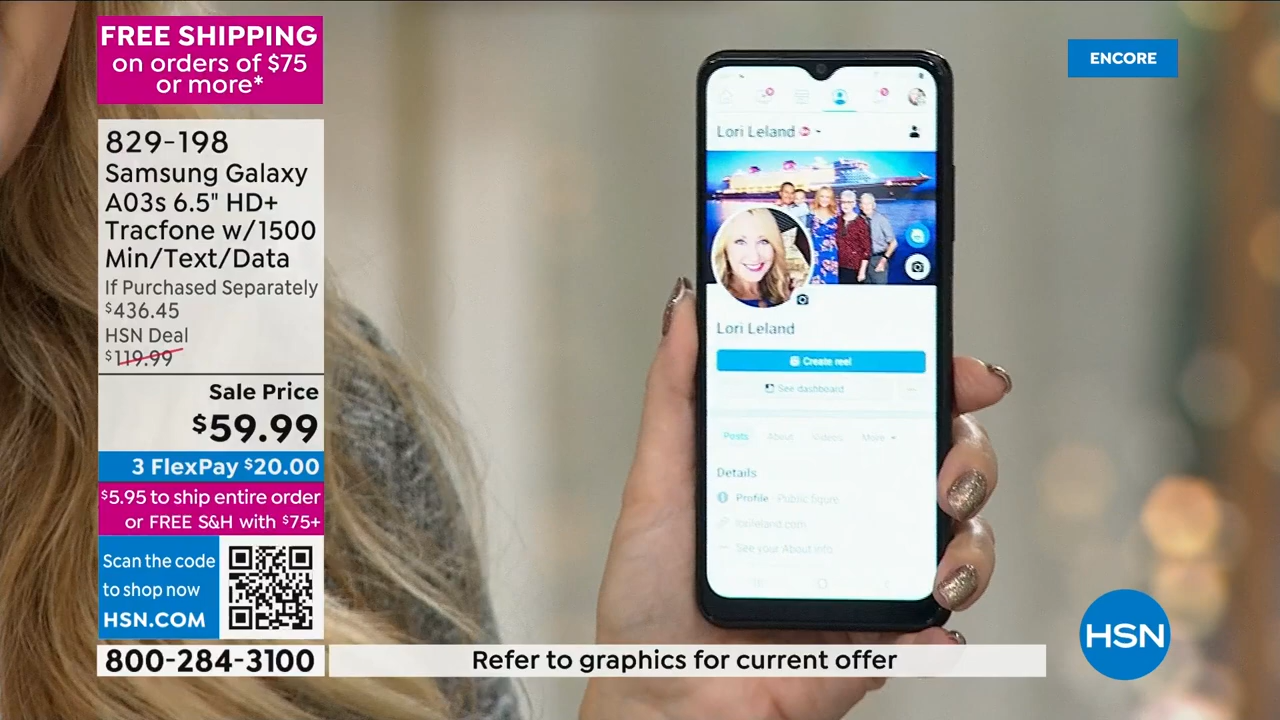 FREE SHIPPING
on orders of $75
or more*
ENCORE
829-198
Samsung Galaxy
A03s 6.5" HD+
Tracfone w/1500
Min/Text/Data
If Purchased Separately
$436.45
HSN Deal
$119.99
Sale Price
$59.99
3 FlexPay $20.00
$5.95 to ship entire order
or FREE S&H with $75+
Scan the code
to shop now
HSN.COM
800-284-3100
Refer to graphics for current offer
HSN
Lori Leland
Lori Leland
Create reel
See dashboard
Posts About Videos More
Details
Profile · Public figure
lorileland.com
See your About info